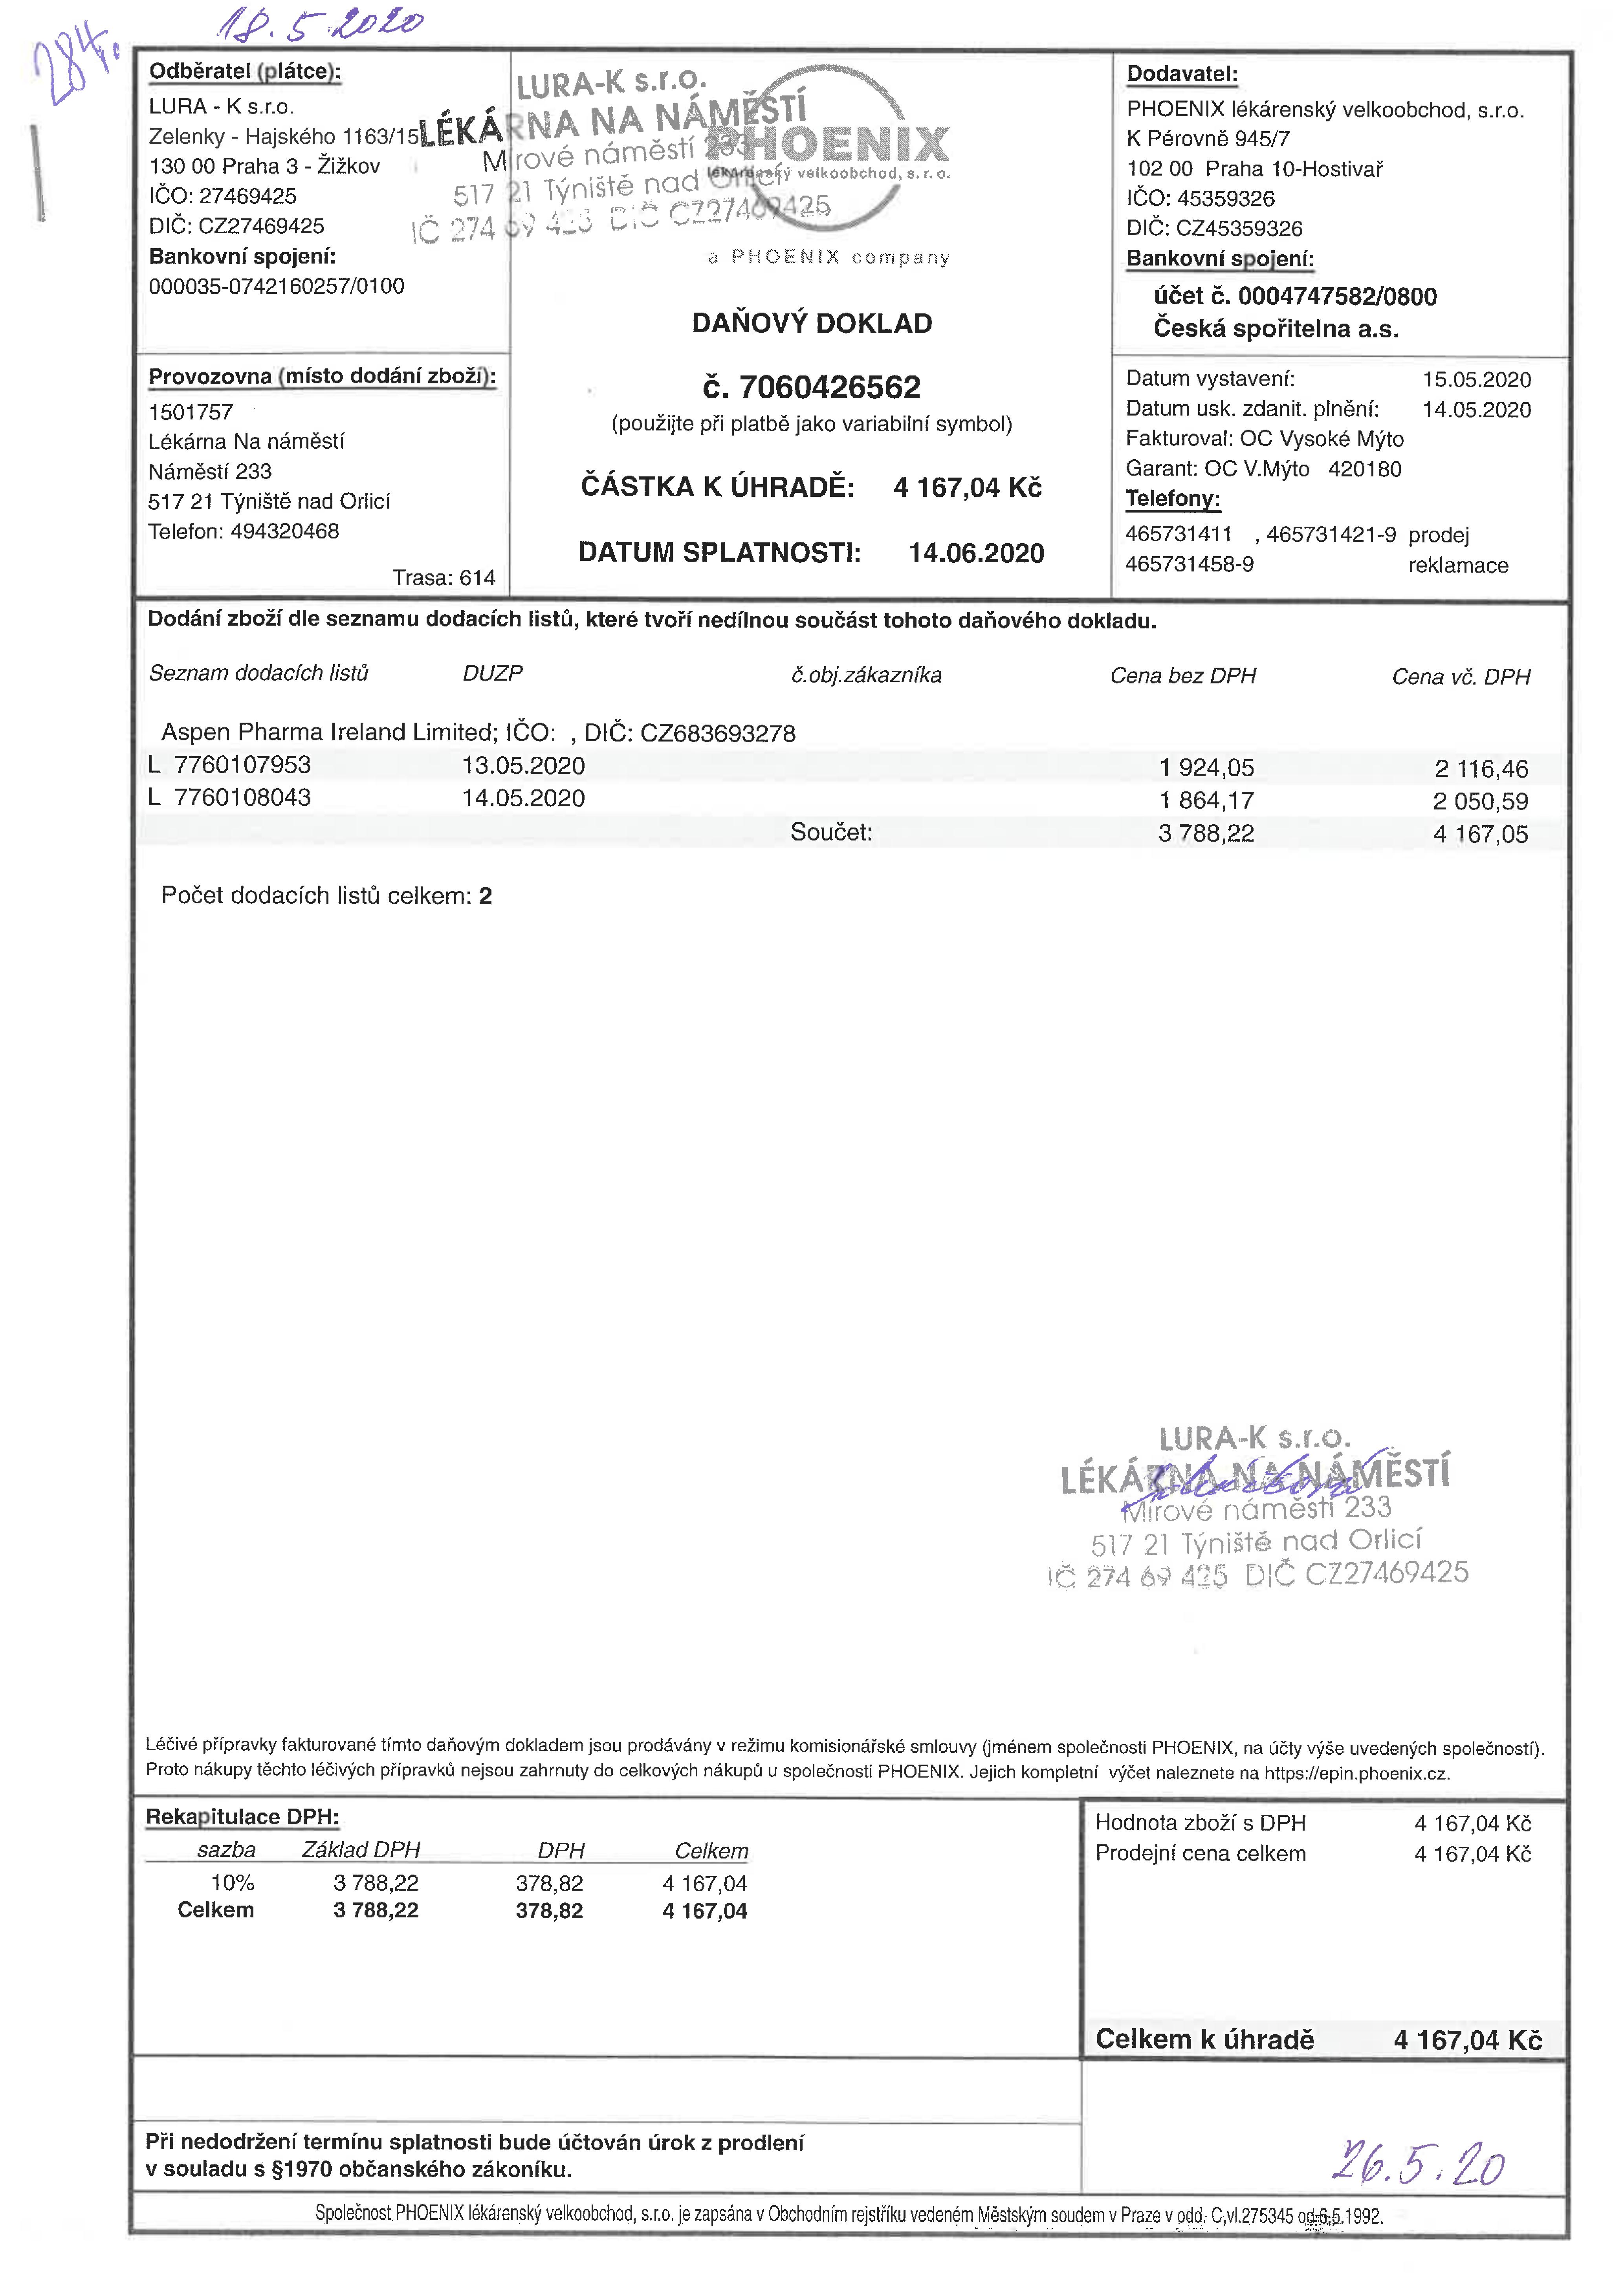 18.5.2020
284
Odběratel (plátce):
LURA - K s.r.o.
Zelenky - Hajského 1163/15
130 00 Praha 3 - Žižkov
IČO: 27469425
DIČ: CZ27469425
Bankovní spojení:
000035-0742160257/0100
Provozovna (místo dodání zboží):
1501757
Lékárna Na náměstí
Náměstí 233
517 21 Týniště nad Orlicí
Telefon: 494320468
Trasa: 614
LURA-K s.r.o.
LÉKÁRNA NA NÁMĚSTÍ
Mírové náměstí 233
517 21 Týniště nad Orlicí
IČ 274 69 425 DIČ CZ27469425
PHOENIX
lékárenský velkoobchod, s.r.o.
a PHOENIX company
DAŇOVÝ DOKLAD
č. 7060426562
(použijte při platbě jako variabilní symbol)
ČÁSTKA K ÚHRADĚ: 4 167,04 Kč
DATUM SPLATNOSTI: 14.06.2020
Dodavatel:
PHOENIX lékárenský velkoobchod, s.r.o.
K Pérovně 945/7
102 00 Praha 10-Hostivař
IČO: 45359326
DIČ: CZ45359326
Bankovní spojení:
účet č. 0004747582/0800
Česká spořitelna a.s.
Datum vystavení: 15.05.2020
Datum usk. zdanit. plnění: 14.05.2020
Fakturoval: OC Vysoké Mýto
Garant: OC V.Mýto 420180
Telefony:
465731411 , 465731421-9 prodej
465731458-9 reklamace
Dodání zboží dle seznamu dodacích listů, které tvoří nedílnou součást tohoto daňového dokladu.
Seznam dodacích listů DUZP č.obj.zákazníka Cena bez DPH Cena vč. DPH
Aspen Pharma Ireland Limited; IČO: , DIČ: CZ683693278
L 7760107953 13.05.2020 1 924,05 2 116,46
L 7760108043 14.05.2020 1 864,17 2 050,59
Součet: 3 788,22 4 167,05
Počet dodacích listů celkem: 2
LURA-K s.r.o.
LÉKÁRNA NA NÁMĚSTÍ
Mírové náměstí 233
517 21 Týniště nad Orlicí
IČ 274 69 425 DIČ CZ27469425
Léčivé přípravky fakturované tímto daňovým dokladem jsou prodávány v režimu komisionářské smlouvy (jménem společnosti PHOENIX, na účty výše uvedených společností).
Proto nákupy těchto léčivých přípravků nejsou zahrnuty do celkových nákupů u společnosti PHOENIX. Jejich kompletní výčet naleznete na https://epin.phoenix.cz.
Rekapitulace DPH:
sazba Základ DPH DPH Celkem
10% 3 788,22 378,82 4 167,04
Celkem 3 788,22 378,82 4 167,04
Hodnota zboží s DPH 4 167,04 Kč
Prodejní cena celkem 4 167,04 Kč
Celkem k úhradě 4 167,04 Kč
Při nedodržení termínu splatnosti bude účtován úrok z prodlení
v souladu s §1970 občanského zákoníku.
26.5.20
Společnost PHOENIX lékárenský velkoobchod, s.r.o. je zapsána v Obchodním rejstříku vedeném Městským soudem v Praze v odd. C,vl.275345 od 6.5.1992.